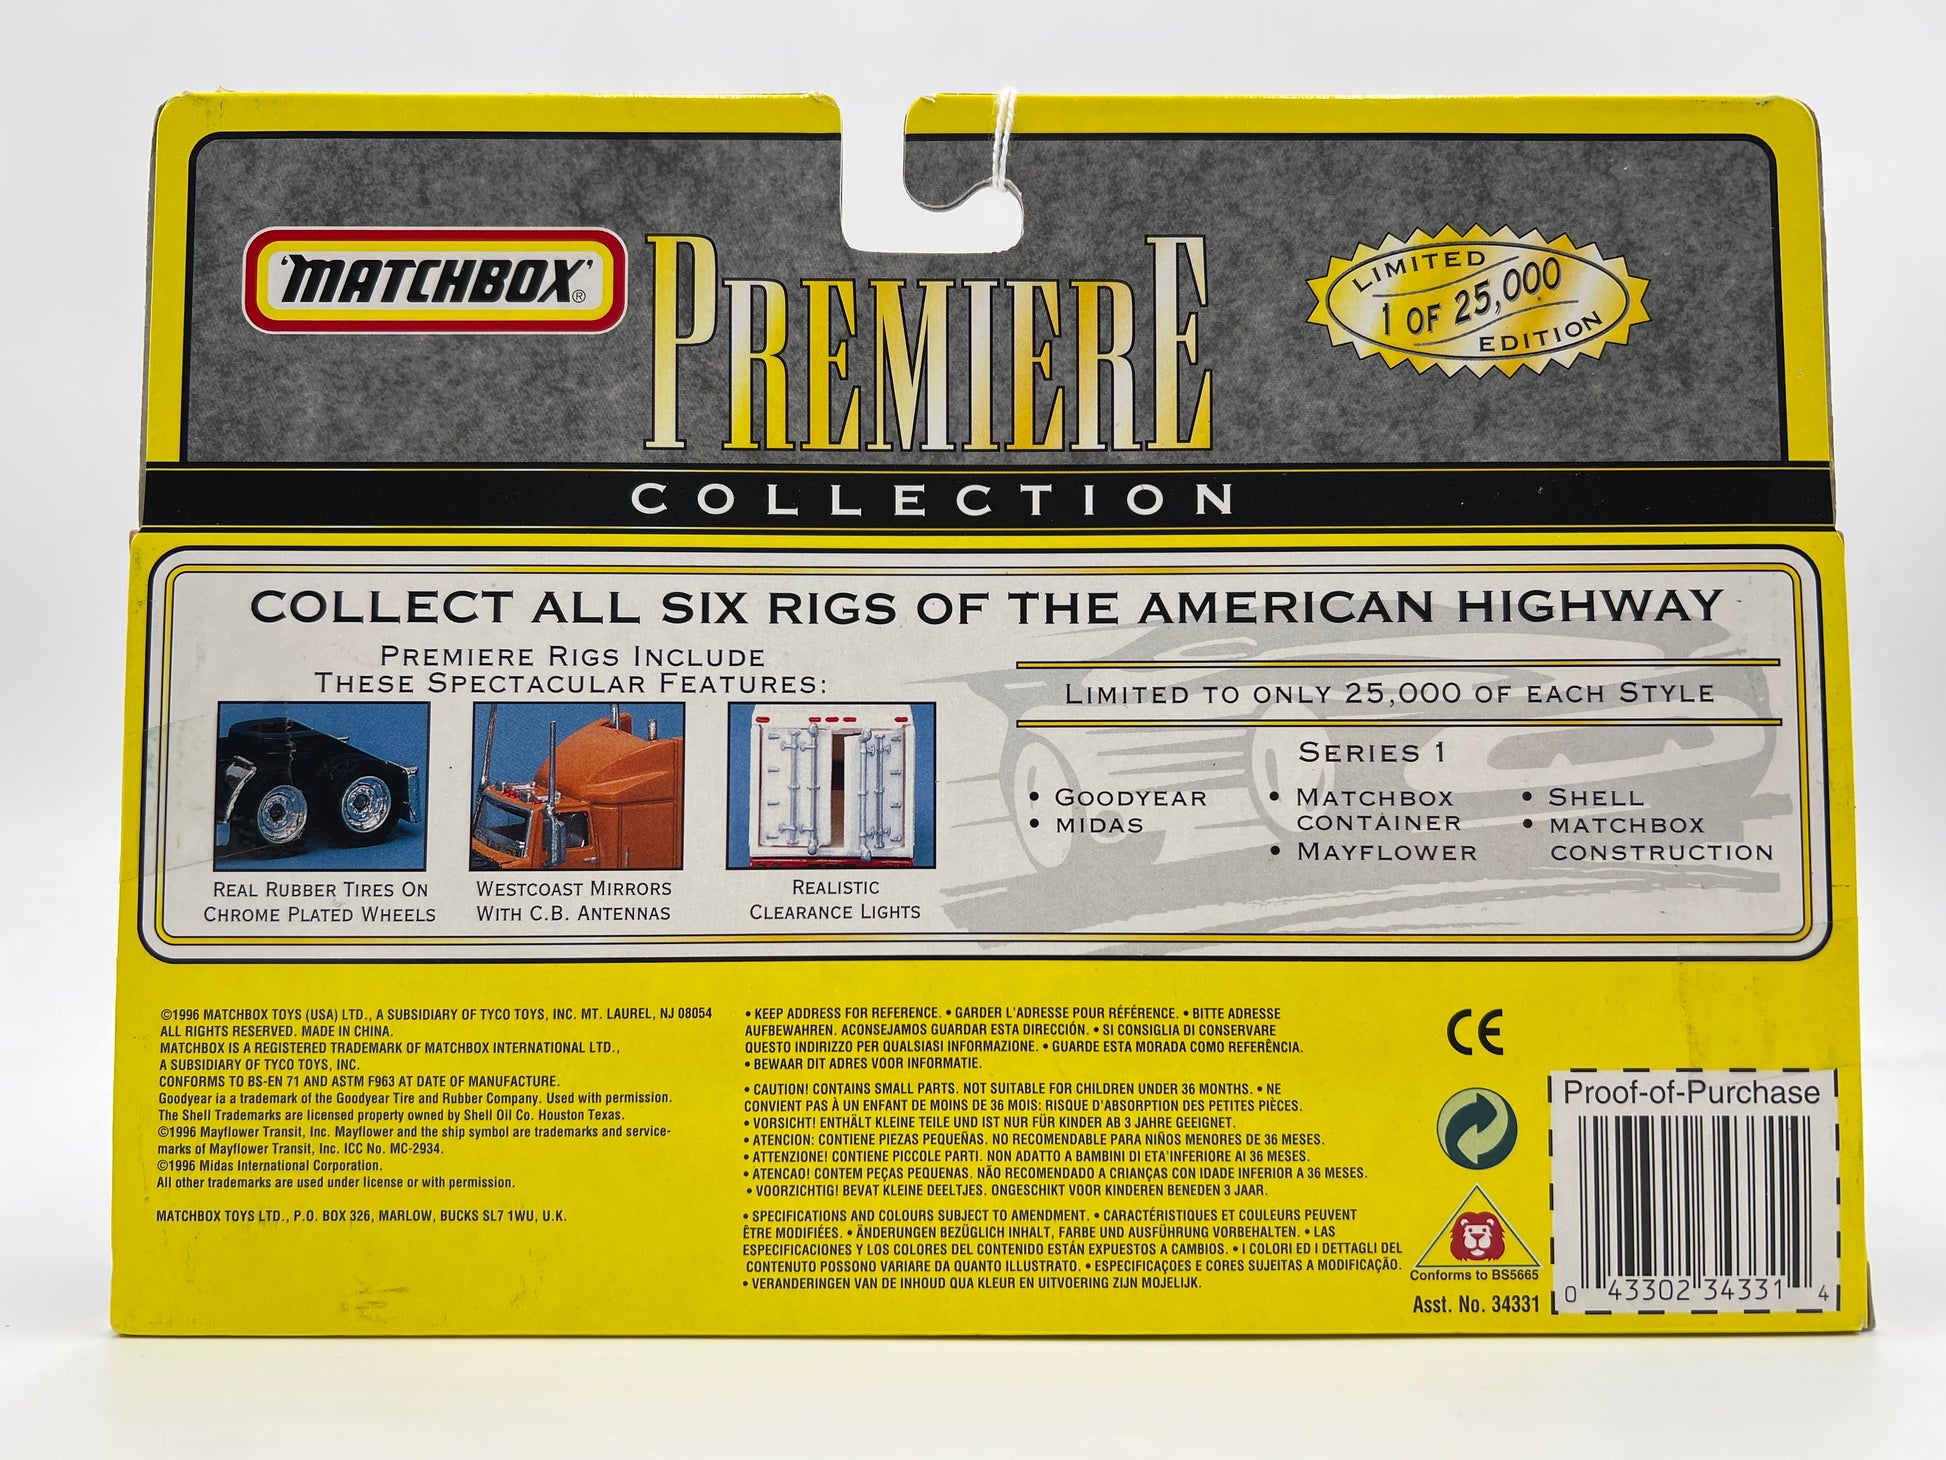 'MATCHBOX'®
PREMIERE
LIMITED
1 OF 25,000
EDITION
COLLECTION
COLLECT ALL SIX RIGS OF THE AMERICAN HIGHWAY
PREMIERE RIGS INCLUDE
THESE SPECTACULAR FEATURES:
REAL RUBBER TIRES ON
CHROME PLATED WHEELS
WESTCOAST MIRRORS
WITH C.B. ANTENNAS
REALISTIC
CLEARANCE LIGHTS
LIMITED TO ONLY 25,000 OF EACH STYLE
SERIES 1
• GOODYEAR
• MIDAS
• MATCHBOX
CONTAINER
• MAYFLOWER
• SHELL
• MATCHBOX
CONSTRUCTION
©1996 MATCHBOX TOYS (USA) LTD., A SUBSIDIARY OF TYCO TOYS, INC. MT. LAUREL, NJ 08054
ALL RIGHTS RESERVED. MADE IN CHINA.
MATCHBOX IS A REGISTERED TRADEMARK OF MATCHBOX INTERNATIONAL LTD.,
A SUBSIDIARY OF TYCO TOYS, INC.
CONFORMS TO BS-EN 71 AND ASTM F963 AT DATE OF MANUFACTURE.
Goodyear ia a trademark of the Goodyear Tire and Rubber Company. Used with permission.
The Shell Trademarks are licensed property owned by Shell Oil Co. Houston Texas.
©1996 Mayflower Transit, Inc. Mayflower and the ship symbol are trademarks and service-
marks of Mayflower Transit, Inc. ICC No. MC-2934.
©1996 Midas International Corporation.
All other trademarks are used under license or with permission.
MATCHBOX TOYS LTD., P.O. BOX 326, MARLOW, BUCKS SL7 1WU, U.K.
• KEEP ADDRESS FOR REFERENCE. • GARDER L'ADRESSE POUR RÉFÉRENCE. • BITTE ADRESSE
AUFBEWAHREN. ACONSEJAMOS GUARDAR ESTA DIRECCIÓN. • SI CONSIGLIA DI CONSERVARE
QUESTO INDIRIZZO PER QUALSIASI INFORMAZIONE. • GUARDE ESTA MORADA COMO REFERÊNCIA.
• BEWAAR DIT ADRES VOOR INFORMATIE.
• CAUTION! CONTAINS SMALL PARTS. NOT SUITABLE FOR CHILDREN UNDER 36 MONTHS. • NE
CONVIENT PAS À UN ENFANT DE MOINS DE 36 MOIS: RISQUE D'ABSORPTION DES PETITES PIÈCES.
• VORSICHT! ENTHÄLT KLEINE TEILE UND IST NUR FÜR KINDER AB 3 JAHRE GEEIGNET.
• ATENCION: CONTIENE PIEZAS PEQUEÑAS. NO RECOMENDABLE PARA NIÑOS MENORES DE 36 MESES.
• ATTENZIONE! CONTIENE PICCOLE PARTI. NON ADATTO A BAMBINI DI ETA'INFERIORE AI 36 MESES.
• ATENCAO! CONTEM PEÇAS PEQUENAS. NÃO RECOMENDADO A CRIANÇAS CON IDADE INFERIOR A 36 MESES.
• VOORZICHTIG! BEVAT KLEINE DEELTJES. ONGESCHIKT VOOR KINDEREN BENEDEN 3 JAAR.
• SPECIFICATIONS AND COLOURS SUBJECT TO AMENDMENT. • CARACTÉRISTIQUES ET COULEURS PEUVENT
ÊTRE MODIFIÉES. • ÄNDERUNGEN BEZÜGLICH INHALT, FARBE UND AUSFÜHRUNG VORBEHALTEN. • LAS
ESPECIFICACIONES Y LOS COLORES DEL CONTENIDO ESTÁN EXPUESTOS A CAMBIOS. • I COLORI ED I DETTAGLI DEL
CONTENUTO POSSONO VARIARE DA QUANTO ILLUSTRATO. • ESPECIFICAÇOES E CORES SUJEITAS A MODIFICAÇÃO.
• VERANDERINGEN VAN DE INHOUD QUA KLEUR EN UITVOERING ZIJN MOJELIJK.
CE
Conforms to BS5665
Asst. No. 34331
Proof-of-Purchase
0 43302 34331 4